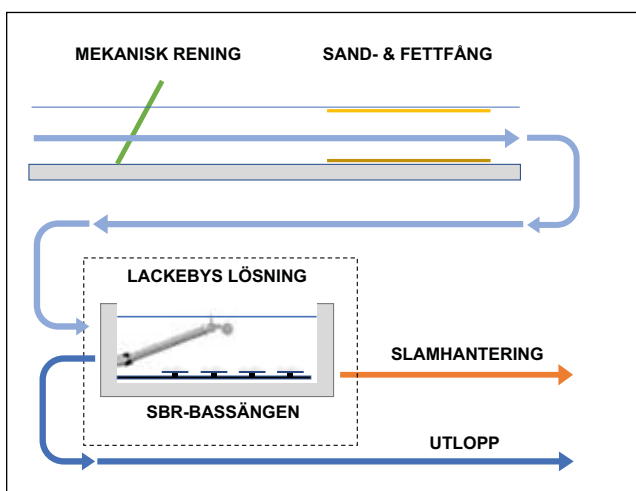 MEKANISK RENING
SAND- & FETTFÅNG
LACKEBYS LÖSNING
SLAMHANTERING
SBR-BASSÄNGEN
UTLOPP